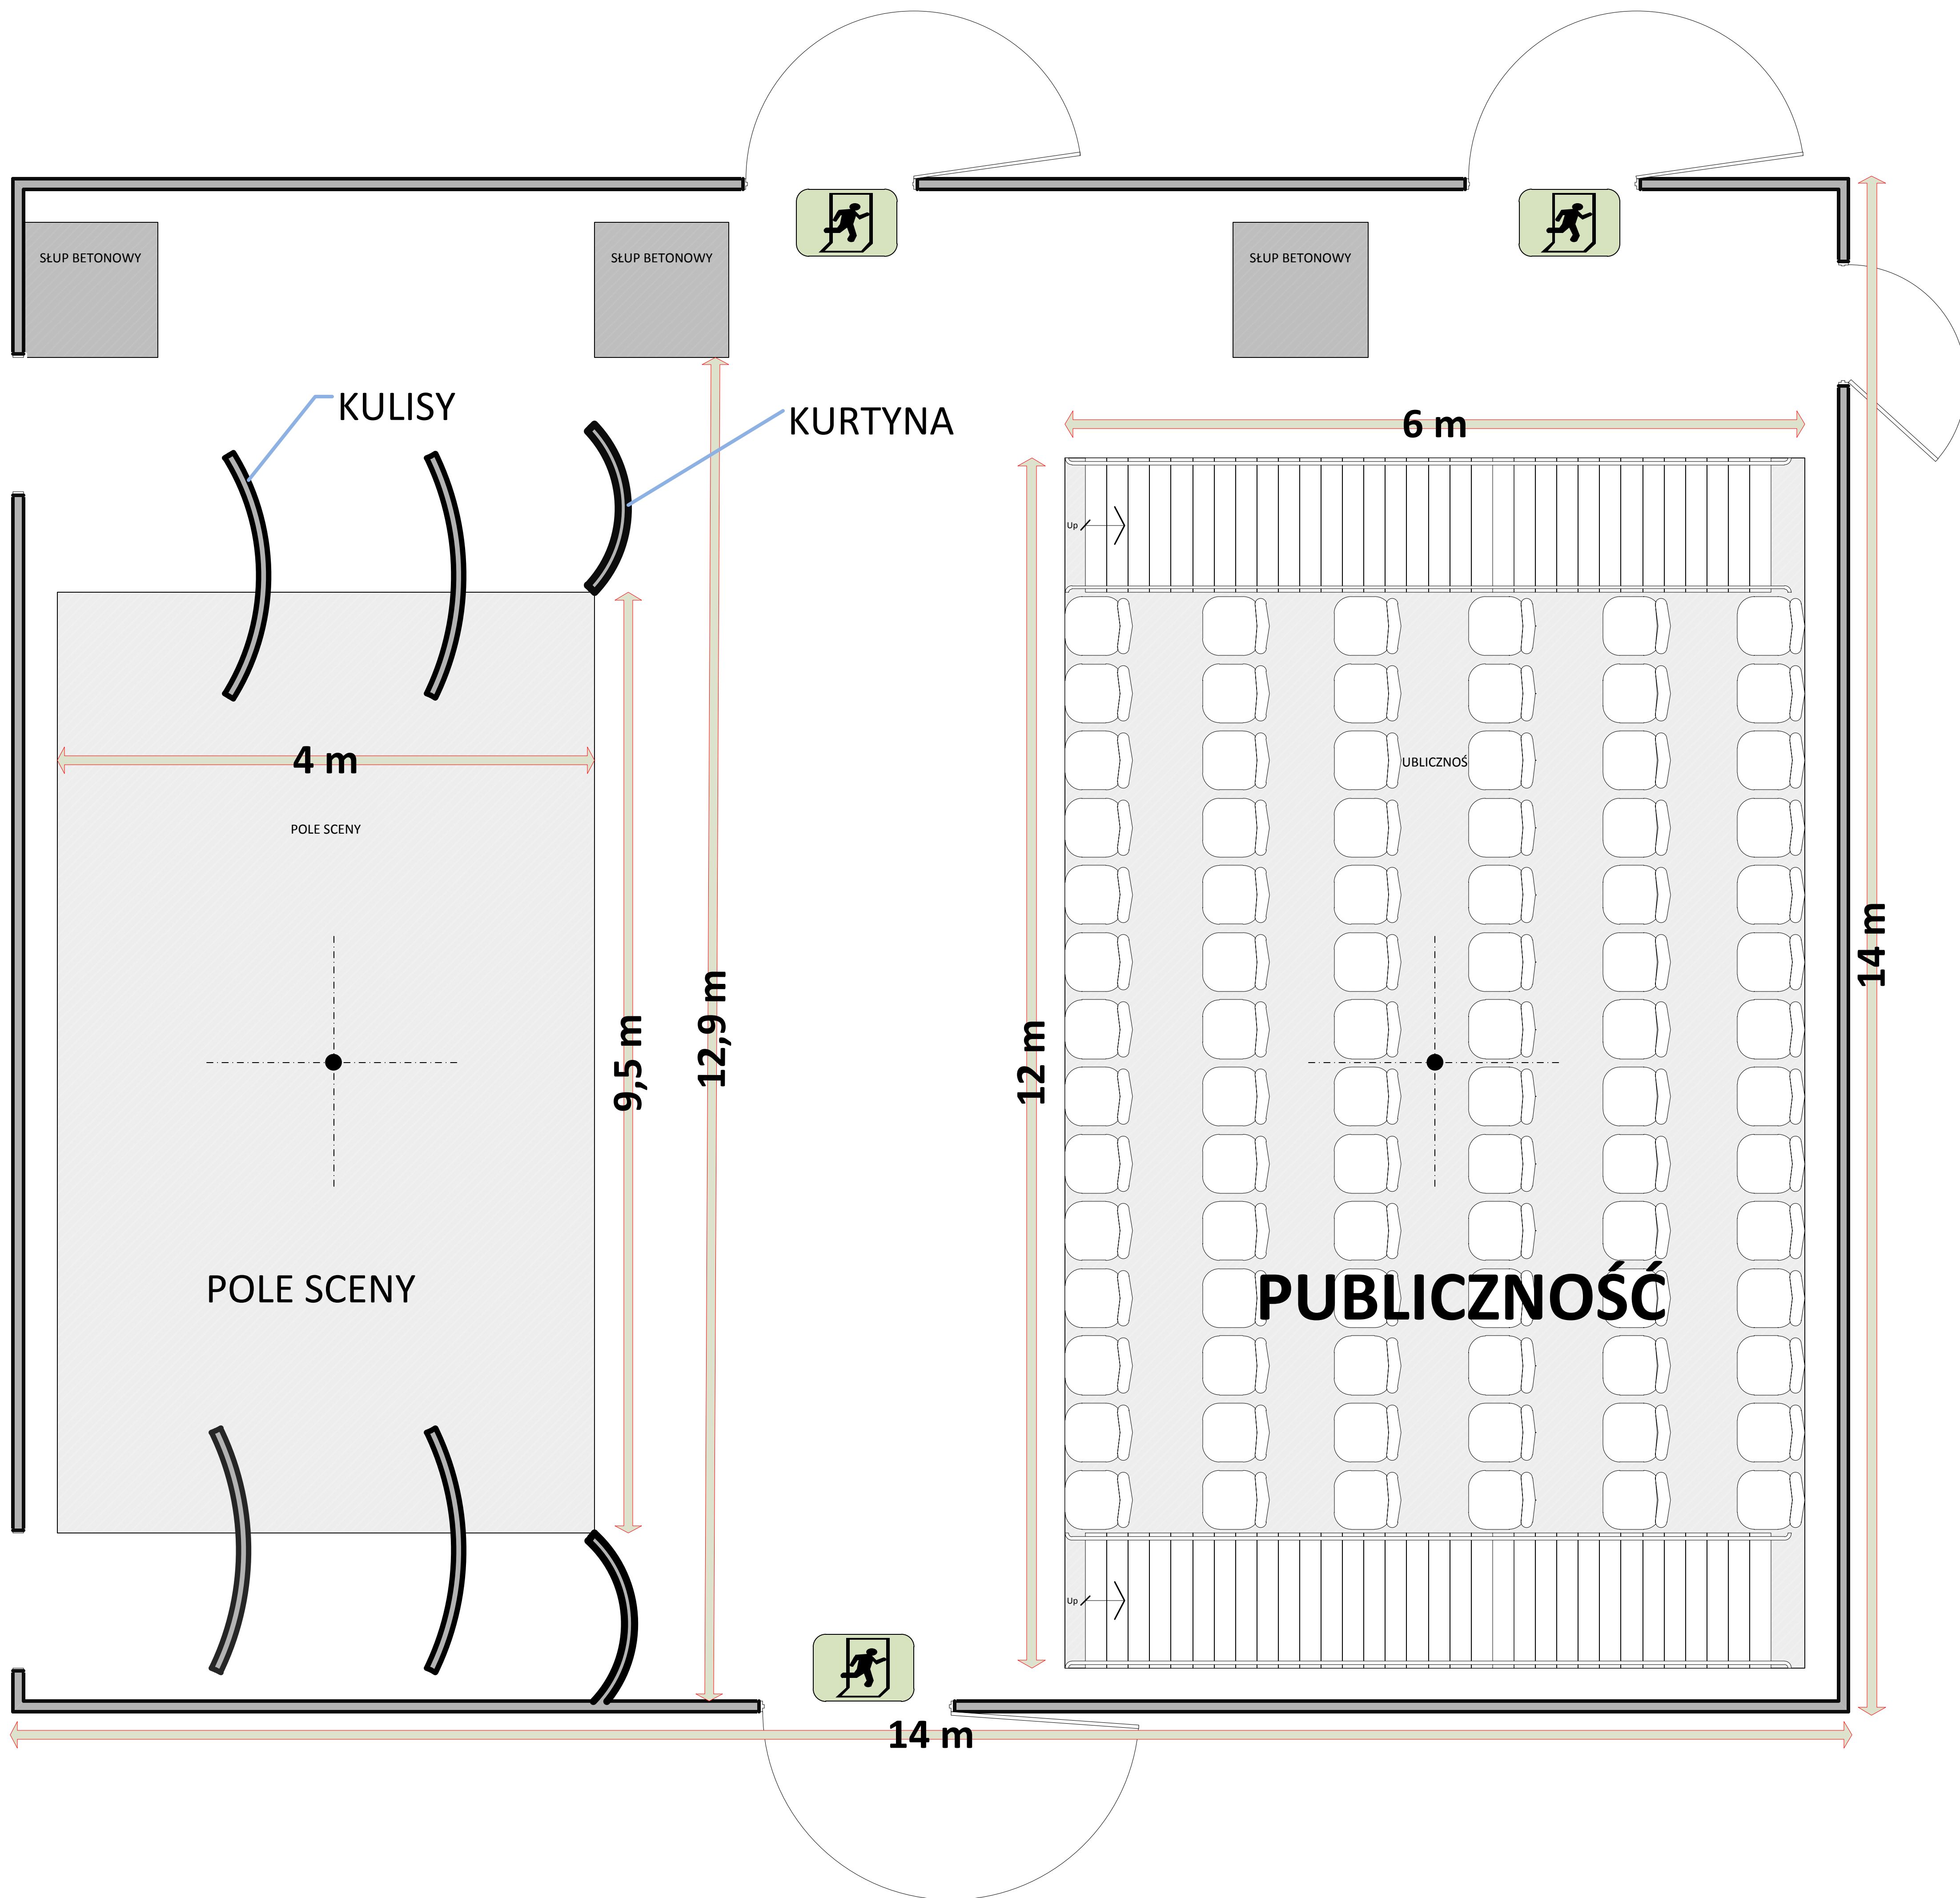 SŁUP BETONOWY
SŁUP BETONOWY
SŁUP BETONOWY
KULISY
KURTYNA
6 m
Up
4 m
UBLICZNOŚ
POLE SCENY
14 m
12,9 m
9,5 m
12 m
POLE SCENY
PUBLICZNOŚĆ
Up
14 m